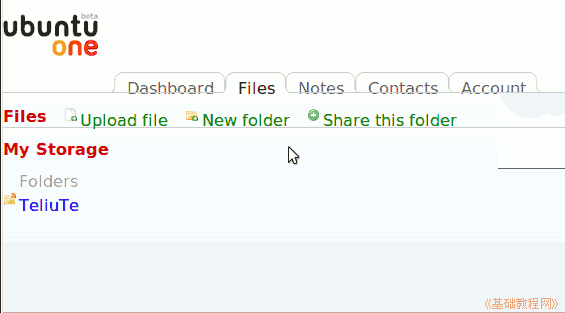 beta
ubuntu
one
Dashboard Files Notes Contacts Account
Files Upload file New folder Share this folder
My Storage
Folders
TeliuTe
《基础教程网》